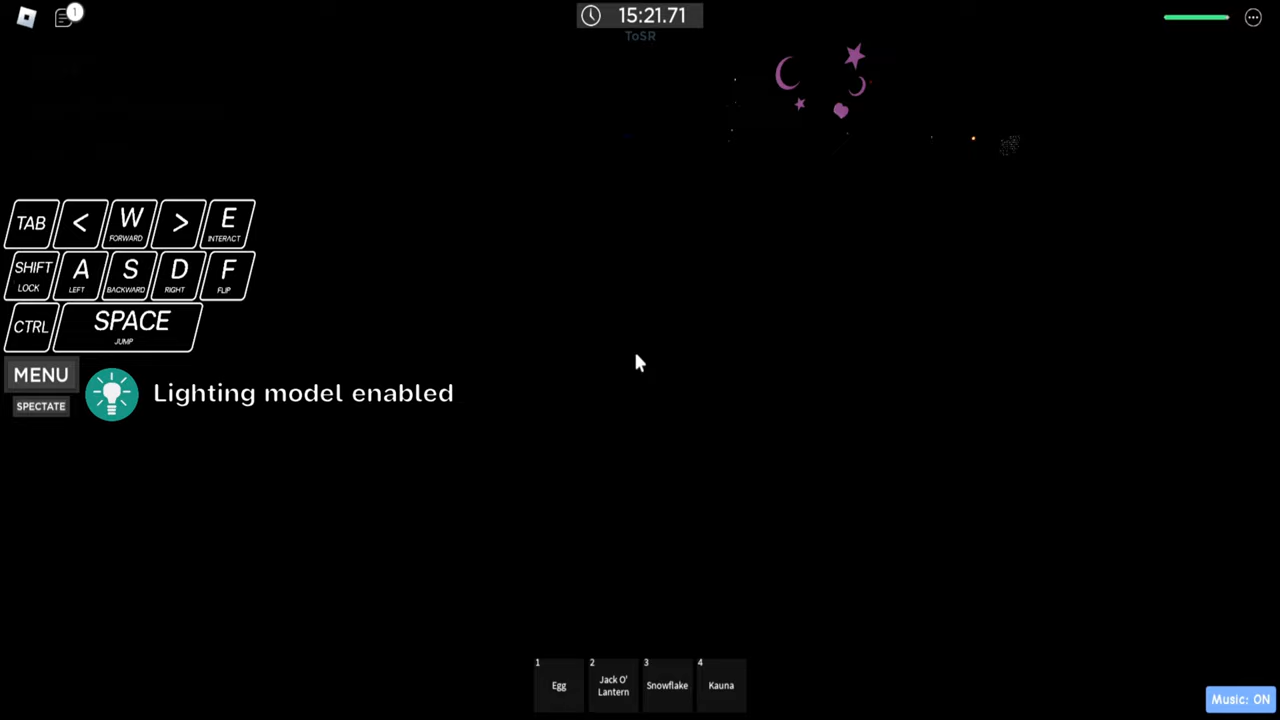 1
15:21.71
ToSR
TAB < W > E
FORWARD INTERACT
SHIFT A S D F
LOCK LEFT BACKWARD RIGHT FLIP
CTRL SPACE
JUMP
MENU
SPECTATE
Lighting model enabled
1 2 3 4
Egg Jack O' Lantern Snowflake Kauna
Music: ON